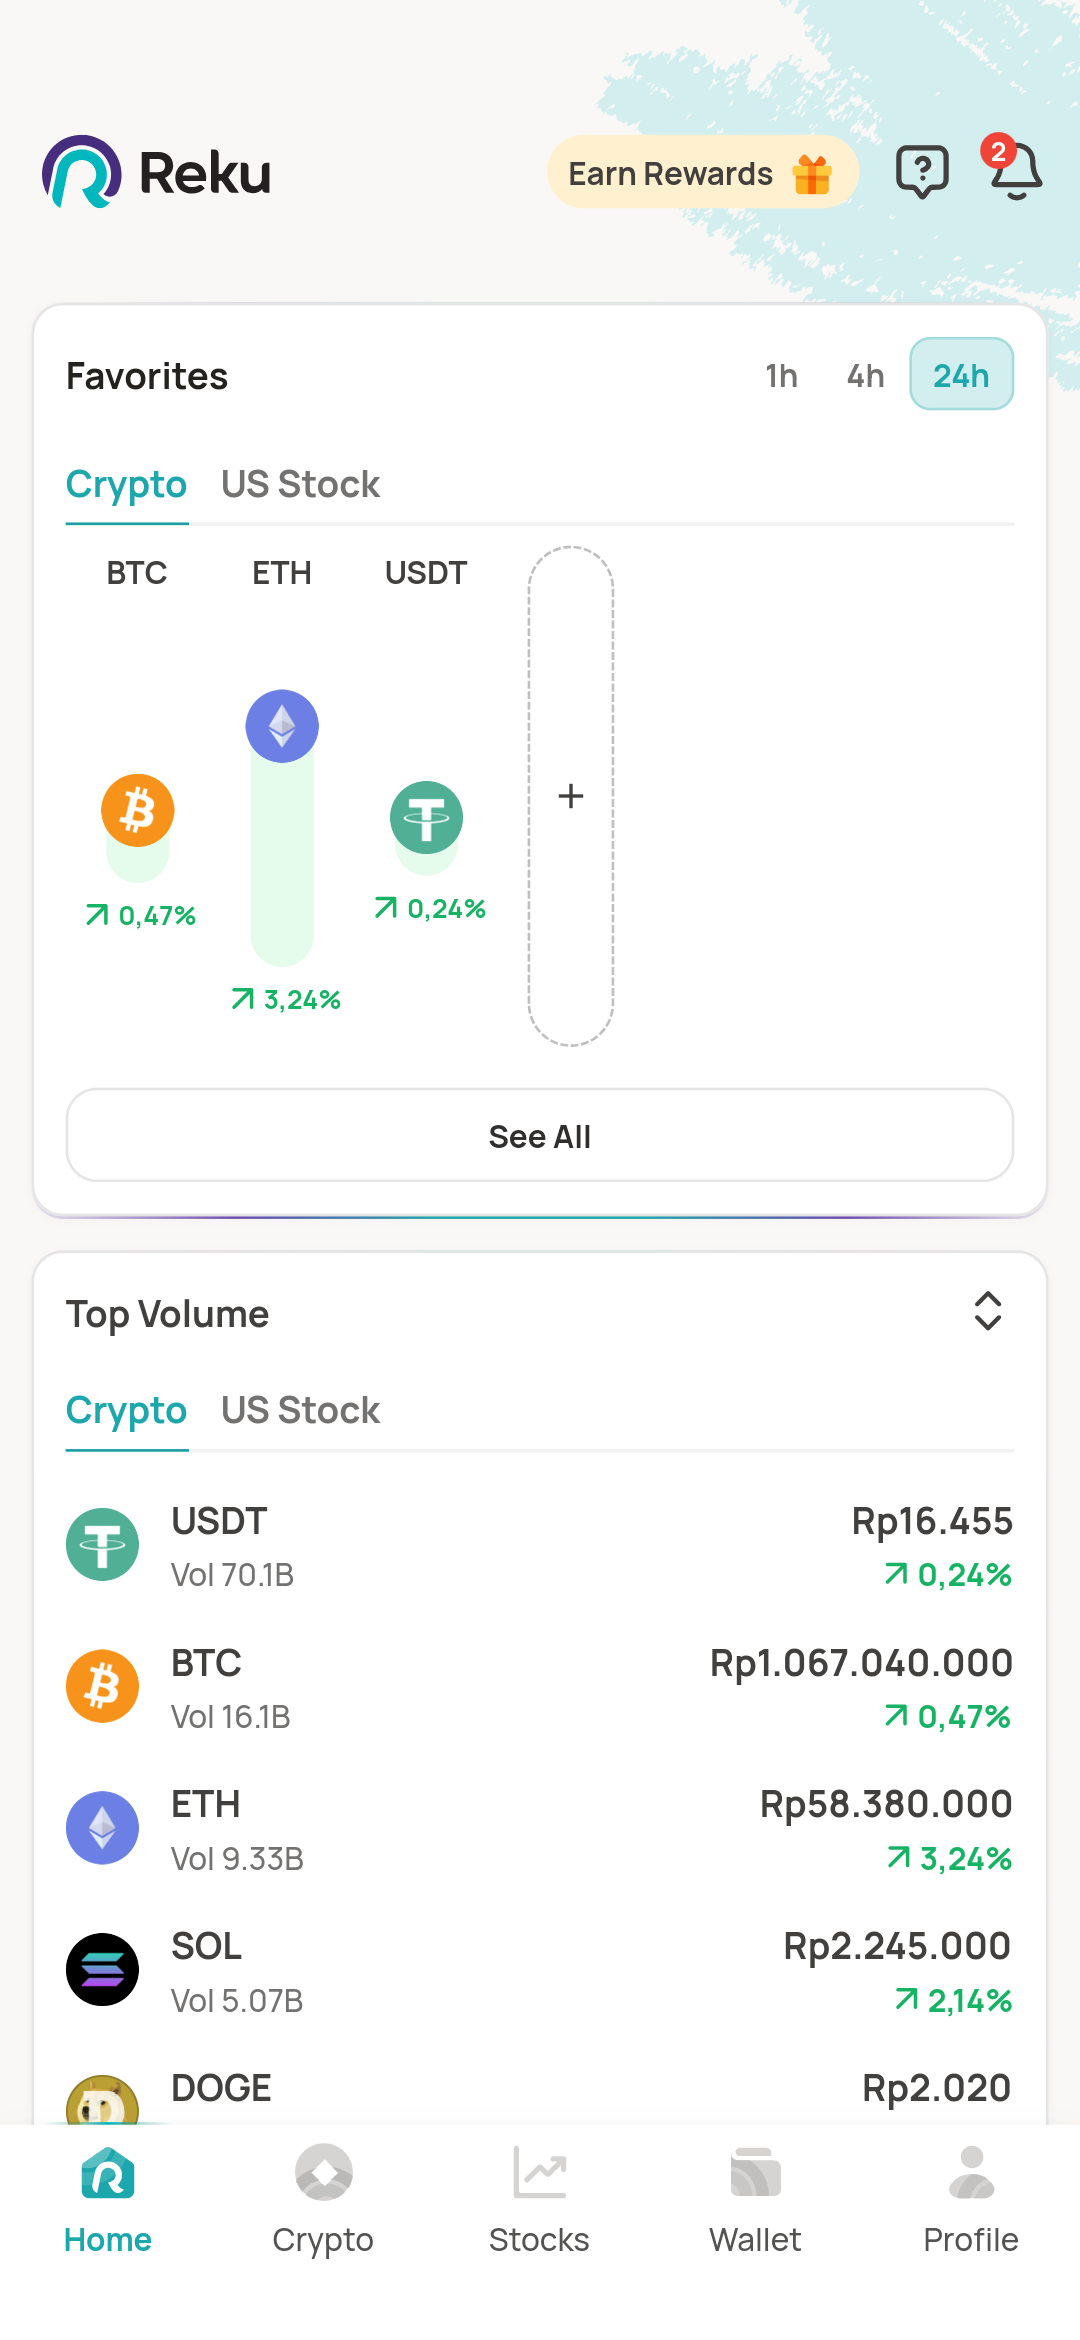 Reku
Earn Rewards
2
Favorites
1h 4h 24h
Crypto US Stock
BTC ETH USDT
0,47%
0,24%
3,24%
See All
Top Volume
Crypto US Stock
USDT Rp16.455
Vol 70.1B 0,24%
BTC Rp1.067.040.000
Vol 16.1B 0,47%
ETH Rp58.380.000
Vol 9.33B 3,24%
SOL Rp2.245.000
Vol 5.07B 2,14%
DOGE Rp2.020
Home Crypto Stocks Wallet Profile